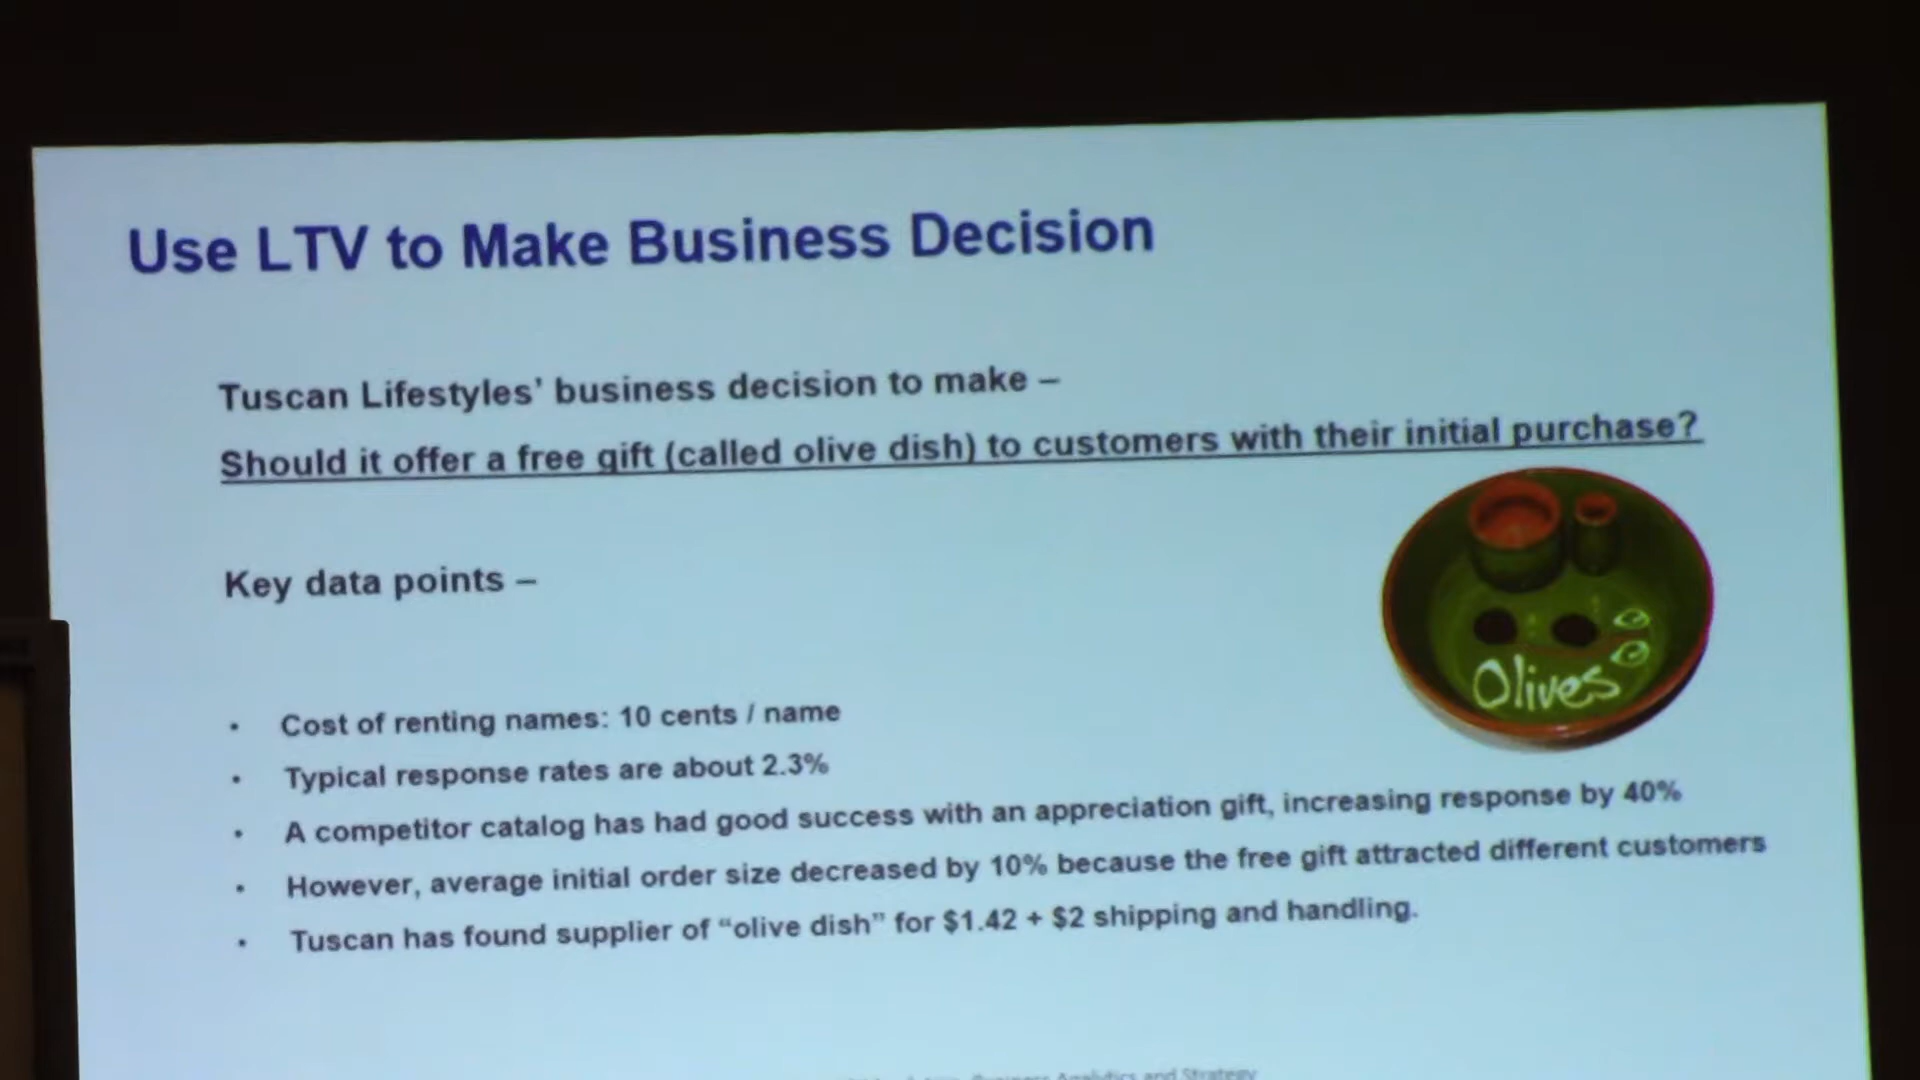 Use LTV to Make Business Decision
Tuscan Lifestyles' business decision to make –
Should it offer a free gift (called olive dish) to customers with their initial purchase?
Key data points –
Olives
• Cost of renting names: 10 cents / name
• Typical response rates are about 2.3%
• A competitor catalog has had good success with an appreciation gift, increasing response by 40%
• However, average initial order size decreased by 10% because the free gift attracted different customers
• Tuscan has found supplier of “olive dish” for $1.42 + $2 shipping and handling.
Business Analytics and Strategy